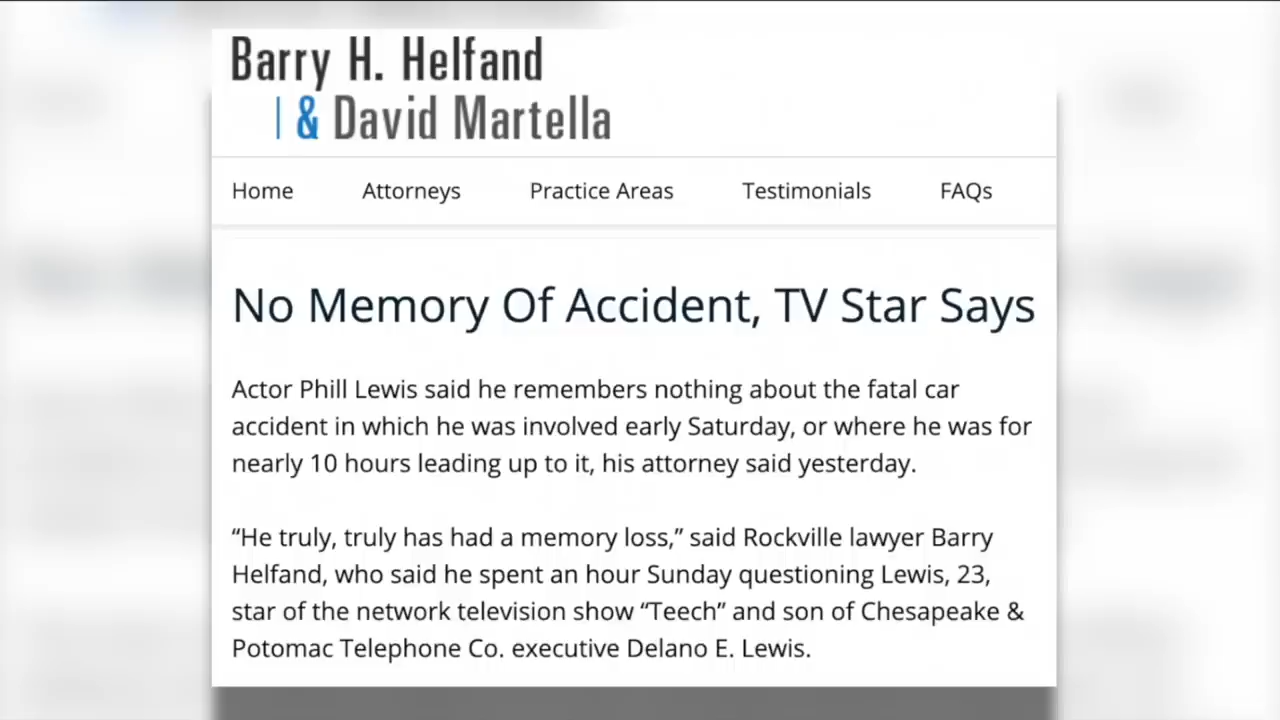 Barry H. Helfand
| & David Martella
Home Attorneys Practice Areas Testimonials FAQs
No Memory Of Accident, TV Star Says
Actor Phill Lewis said he remembers nothing about the fatal car
accident in which he was involved early Saturday, or where he was for
nearly 10 hours leading up to it, his attorney said yesterday.
“He truly, truly has had a memory loss,” said Rockville lawyer Barry
Helfand, who said he spent an hour Sunday questioning Lewis, 23,
star of the network television show “Teech” and son of Chesapeake &
Potomac Telephone Co. executive Delano E. Lewis.